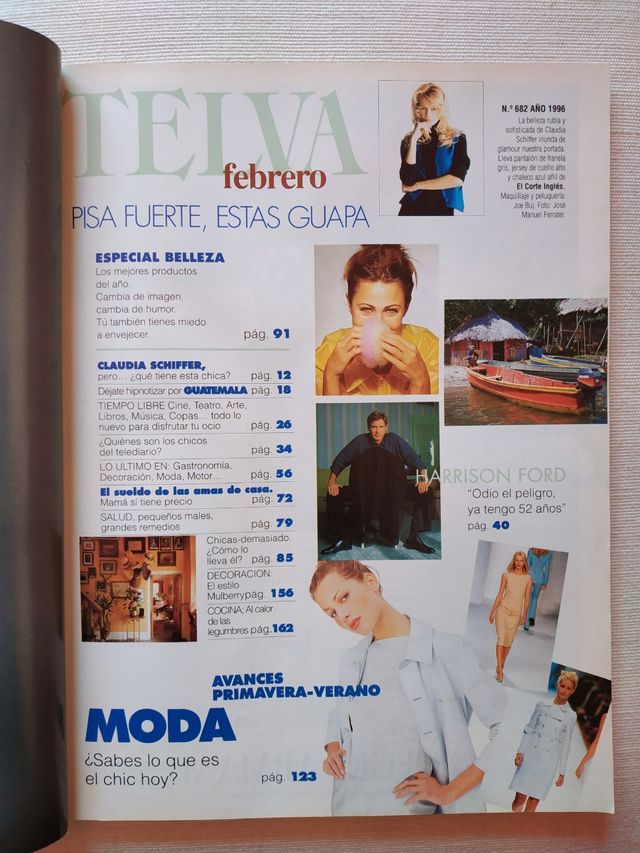 TELVA
febrero
PISA FUERTE, ESTAS GUAPA
N.º 682 AÑO 1996
La belleza rubia y
sofisticada de Claudia
Schiffer inunda de
glamour nuestra portada.
Lleva pantalón de franela
gris, jersey de cuello alto
y chaleco azul añil de
El Corte Inglés.
Maquillaje y peluquería:
Joe Buj. Foto: José
Manuel Ferrater.
ESPECIAL BELLEZA
Los mejores productos
del año.
Cambia de imagen,
cambia de humor.
Tú también tienes miedo
a envejecer. pág. 91
CLAUDIA SCHIFFER,
pero... ¿qué tiene esta chica? pág. 12
Déjate hipnotizar por GUATEMALA pág. 18
TIEMPO LIBRE Cine, Teatro, Arte,
Libros, Música, Copas... todo lo
nuevo para disfrutar tu ocio pág. 26
¿Quiénes son los chicos
del telediario? pág. 34
LO ULTIMO EN: Gastronomía,
Decoración, Moda, Motor... pág. 56
El sueldo de las amas de casa.
Mamá sí tiene precio pág. 72
SALUD, pequeños males,
grandes remedios pág. 79
Chicas-demasiado.
¿Cómo lo
lleva él? pág. 85
DECORACION:
El estilo
Mulberry pág. 156
COCINA: Al calor
de las
legumbres pág. 162
HARRISON FORD
“Odio el peligro,
ya tengo 52 años”
pág. 40
AVANCES
PRIMAVERA-VERANO
MODA
¿Sabes lo que es
el chic hoy? pág. 123